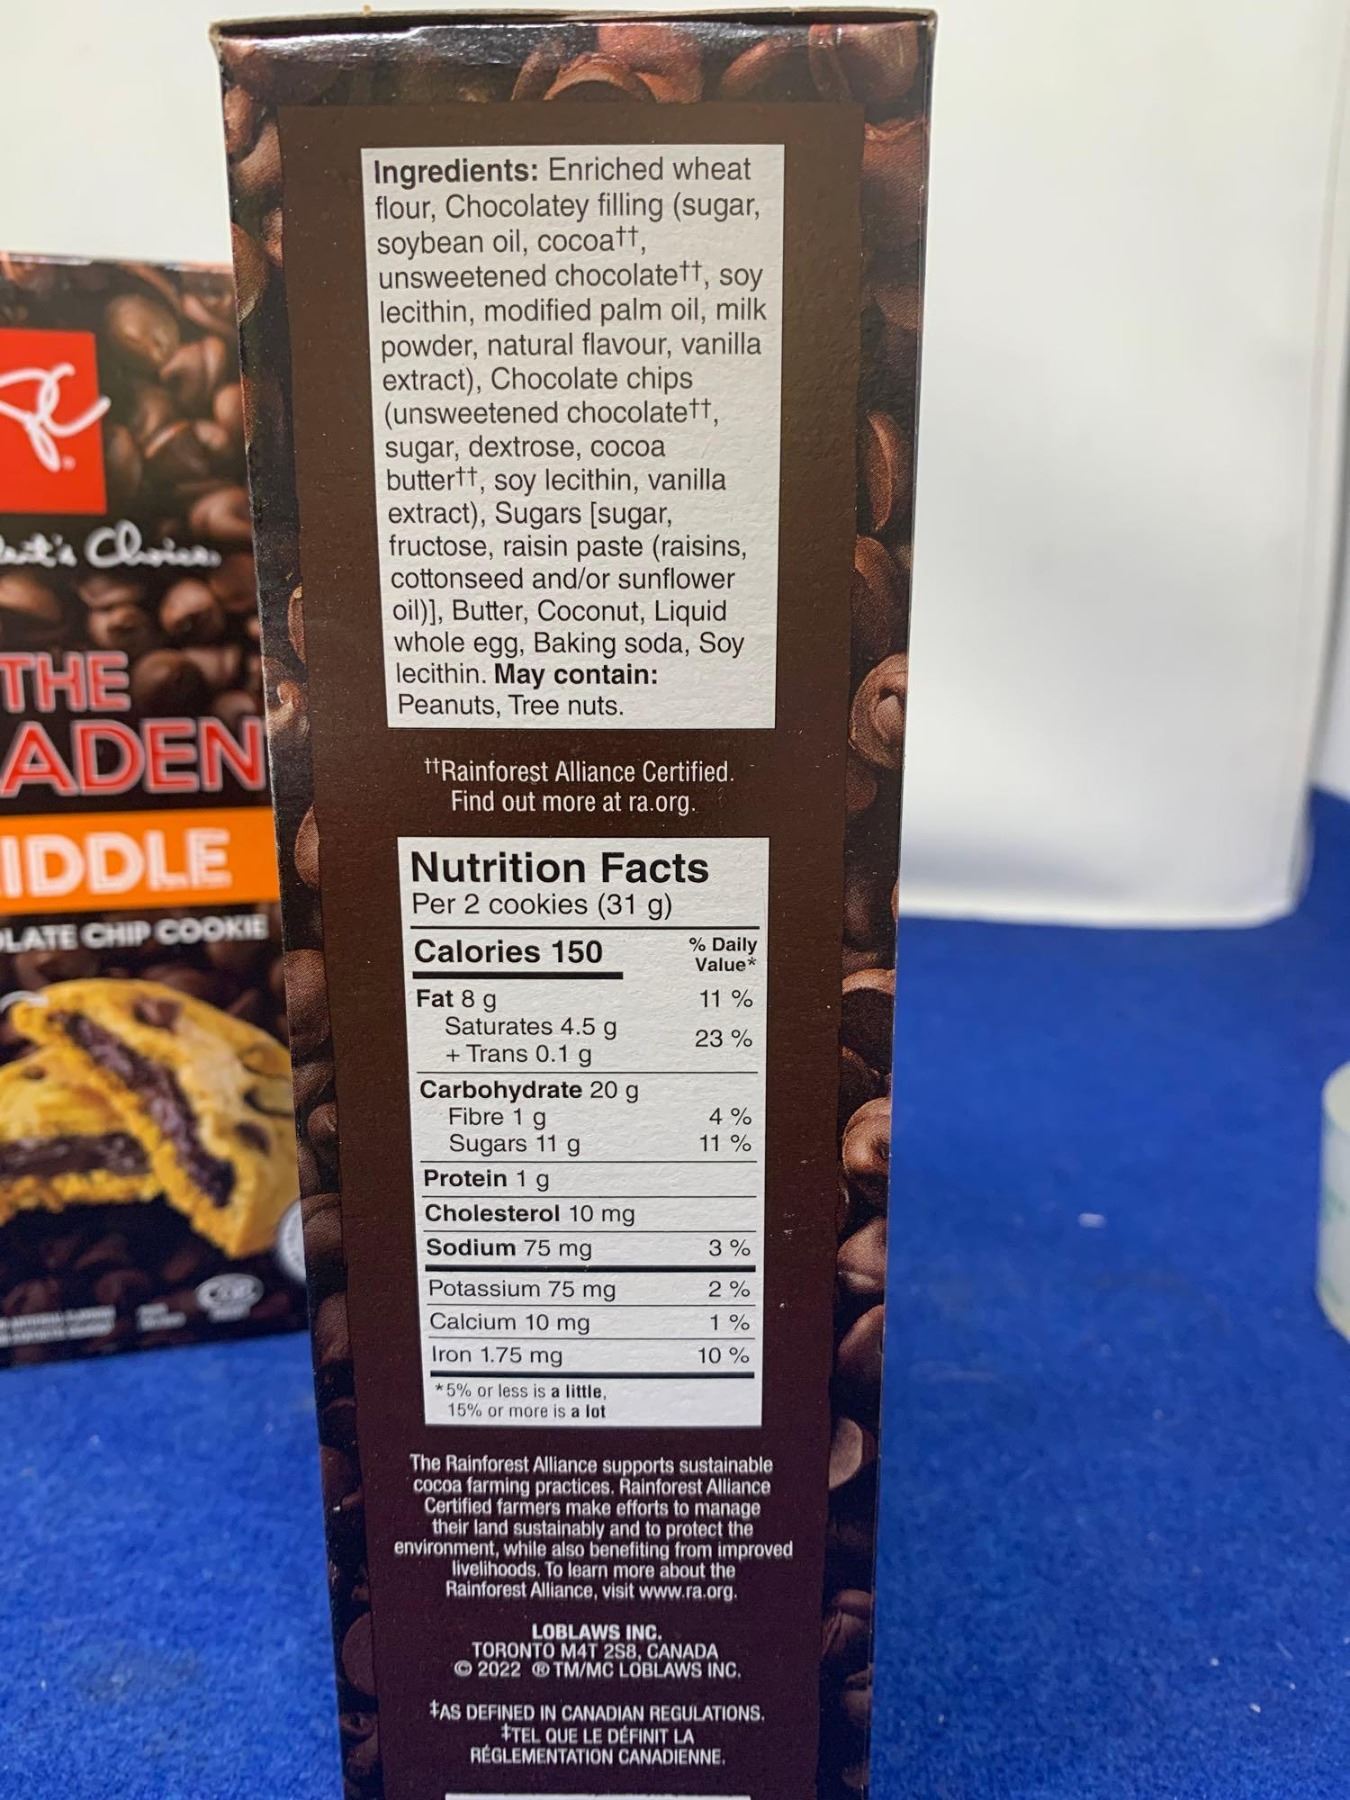 Ingredients: Enriched wheat
flour, Chocolatey filling (sugar,
soybean oil, cocoa††,
unsweetened chocolate††, soy
lecithin, modified palm oil, milk
powder, natural flavour, vanilla
extract), Chocolate chips
(unsweetened chocolate††,
sugar, dextrose, cocoa
butter††, soy lecithin, vanilla
extract), Sugars [sugar,
fructose, raisin paste (raisins,
cottonseed and/or sunflower
oil)], Butter, Coconut, Liquid
whole egg, Baking soda, Soy
lecithin. May contain:
Peanuts, Tree nuts.
††Rainforest Alliance Certified.
Find out more at ra.org.
Nutrition Facts
Per 2 cookies (31 g)
Calories 150 % Daily
Value*
Fat 8 g 11 %
Saturates 4.5 g
+ Trans 0.1 g 23 %
Carbohydrate 20 g
Fibre 1 g 4 %
Sugars 11 g 11 %
Protein 1 g
Cholesterol 10 mg
Sodium 75 mg 3 %
Potassium 75 mg 2 %
Calcium 10 mg 1 %
Iron 1.75 mg 10 %
*5% or less is a little,
15% or more is a lot
The Rainforest Alliance supports sustainable
cocoa farming practices. Rainforest Alliance
Certified farmers make efforts to manage
their land sustainably and to protect the
environment, while also benefiting from improved
livelihoods. To learn more about the
Rainforest Alliance, visit www.ra.org.
LOBLAWS INC.
TORONTO M4T 2S8, CANADA
© 2022 ® TM/MC LOBLAWS INC.
‡AS DEFINED IN CANADIAN REGULATIONS.
‡TEL QUE LE DÉFINIT LA
RÉGLEMENTATION CANADIENNE.
PC
Choice
THE
ADEN
IDDLE
LATE CHIP COOKIE